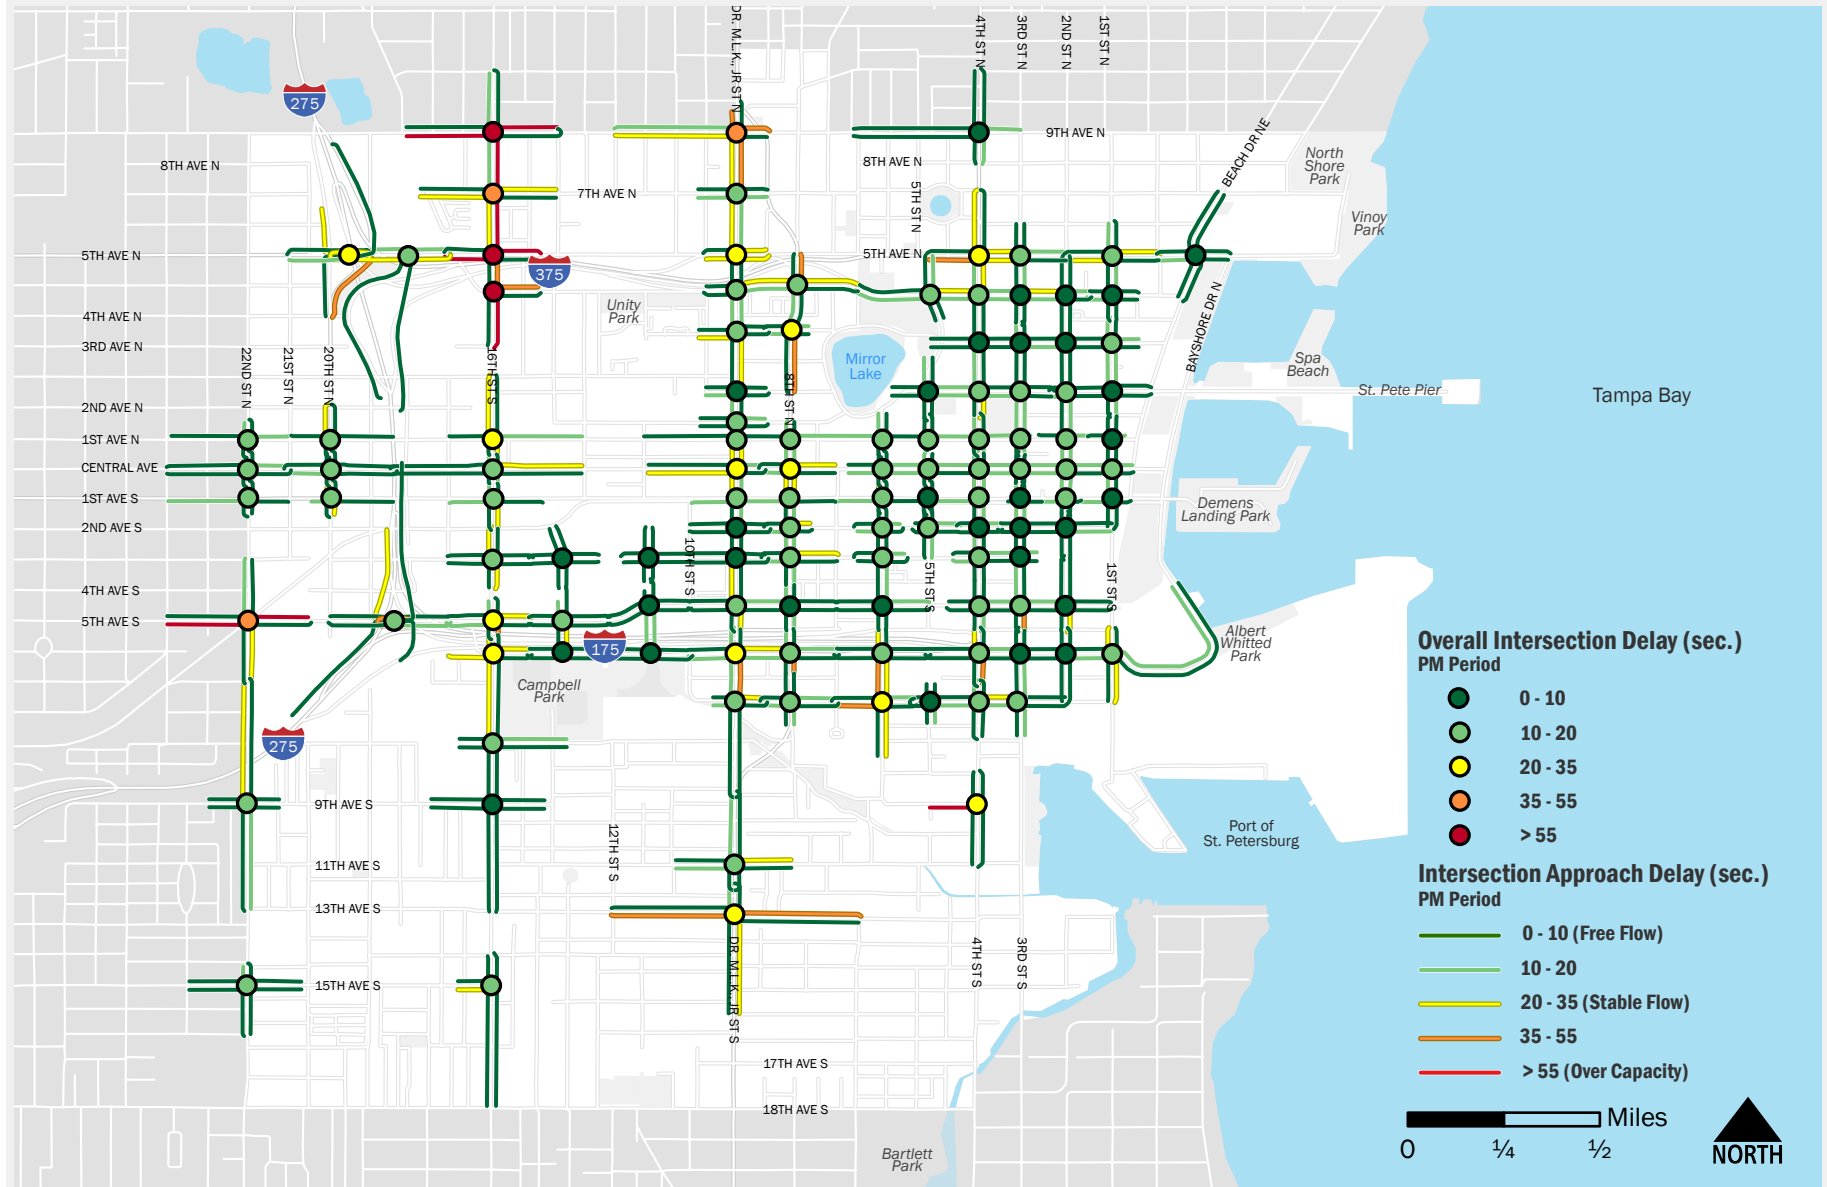 DR. M.L.K., JR ST N
4TH ST N
3RD ST N
2ND ST N
1ST ST N
275
9TH AVE N
BEACH DR NE
8TH AVE N
8TH AVE N
North
Shore
Park
7TH AVE N
5TH ST N
Vinoy
Park
5TH AVE N
5TH AVE N
375
BAYSHORE DR N
Unity
Park
4TH AVE N
3RD AVE N
22ND ST N
21ST ST N
20TH ST N
16TH ST S
Mirror
Lake
Spa
Beach
8TH ST N
St. Pete Pier
Tampa Bay
2ND AVE N
1ST AVE N
CENTRAL AVE
1ST AVE S
Demens
Landing Park
2ND AVE S
10TH ST S
5TH ST S
1ST ST S
4TH AVE S
5TH AVE S
175
Albert
Whitted
Park
Campbell
Park
275
Overall Intersection Delay (sec.)
PM Period
0 - 10
10 - 20
20 - 35
35 - 55
> 55
9TH AVE S
12TH ST S
Port of
St. Petersburg
11TH AVE S
Intersection Approach Delay (sec.)
PM Period
0 - 10 (Free Flow)
10 - 20
20 - 35 (Stable Flow)
35 - 55
> 55 (Over Capacity)
13TH AVE S
DR. M.L.K., JR ST S
4TH ST S
3RD ST S
15TH AVE S
17TH AVE S
18TH AVE S
Bartlett
Park
Miles
0 ¼ ½
NORTH